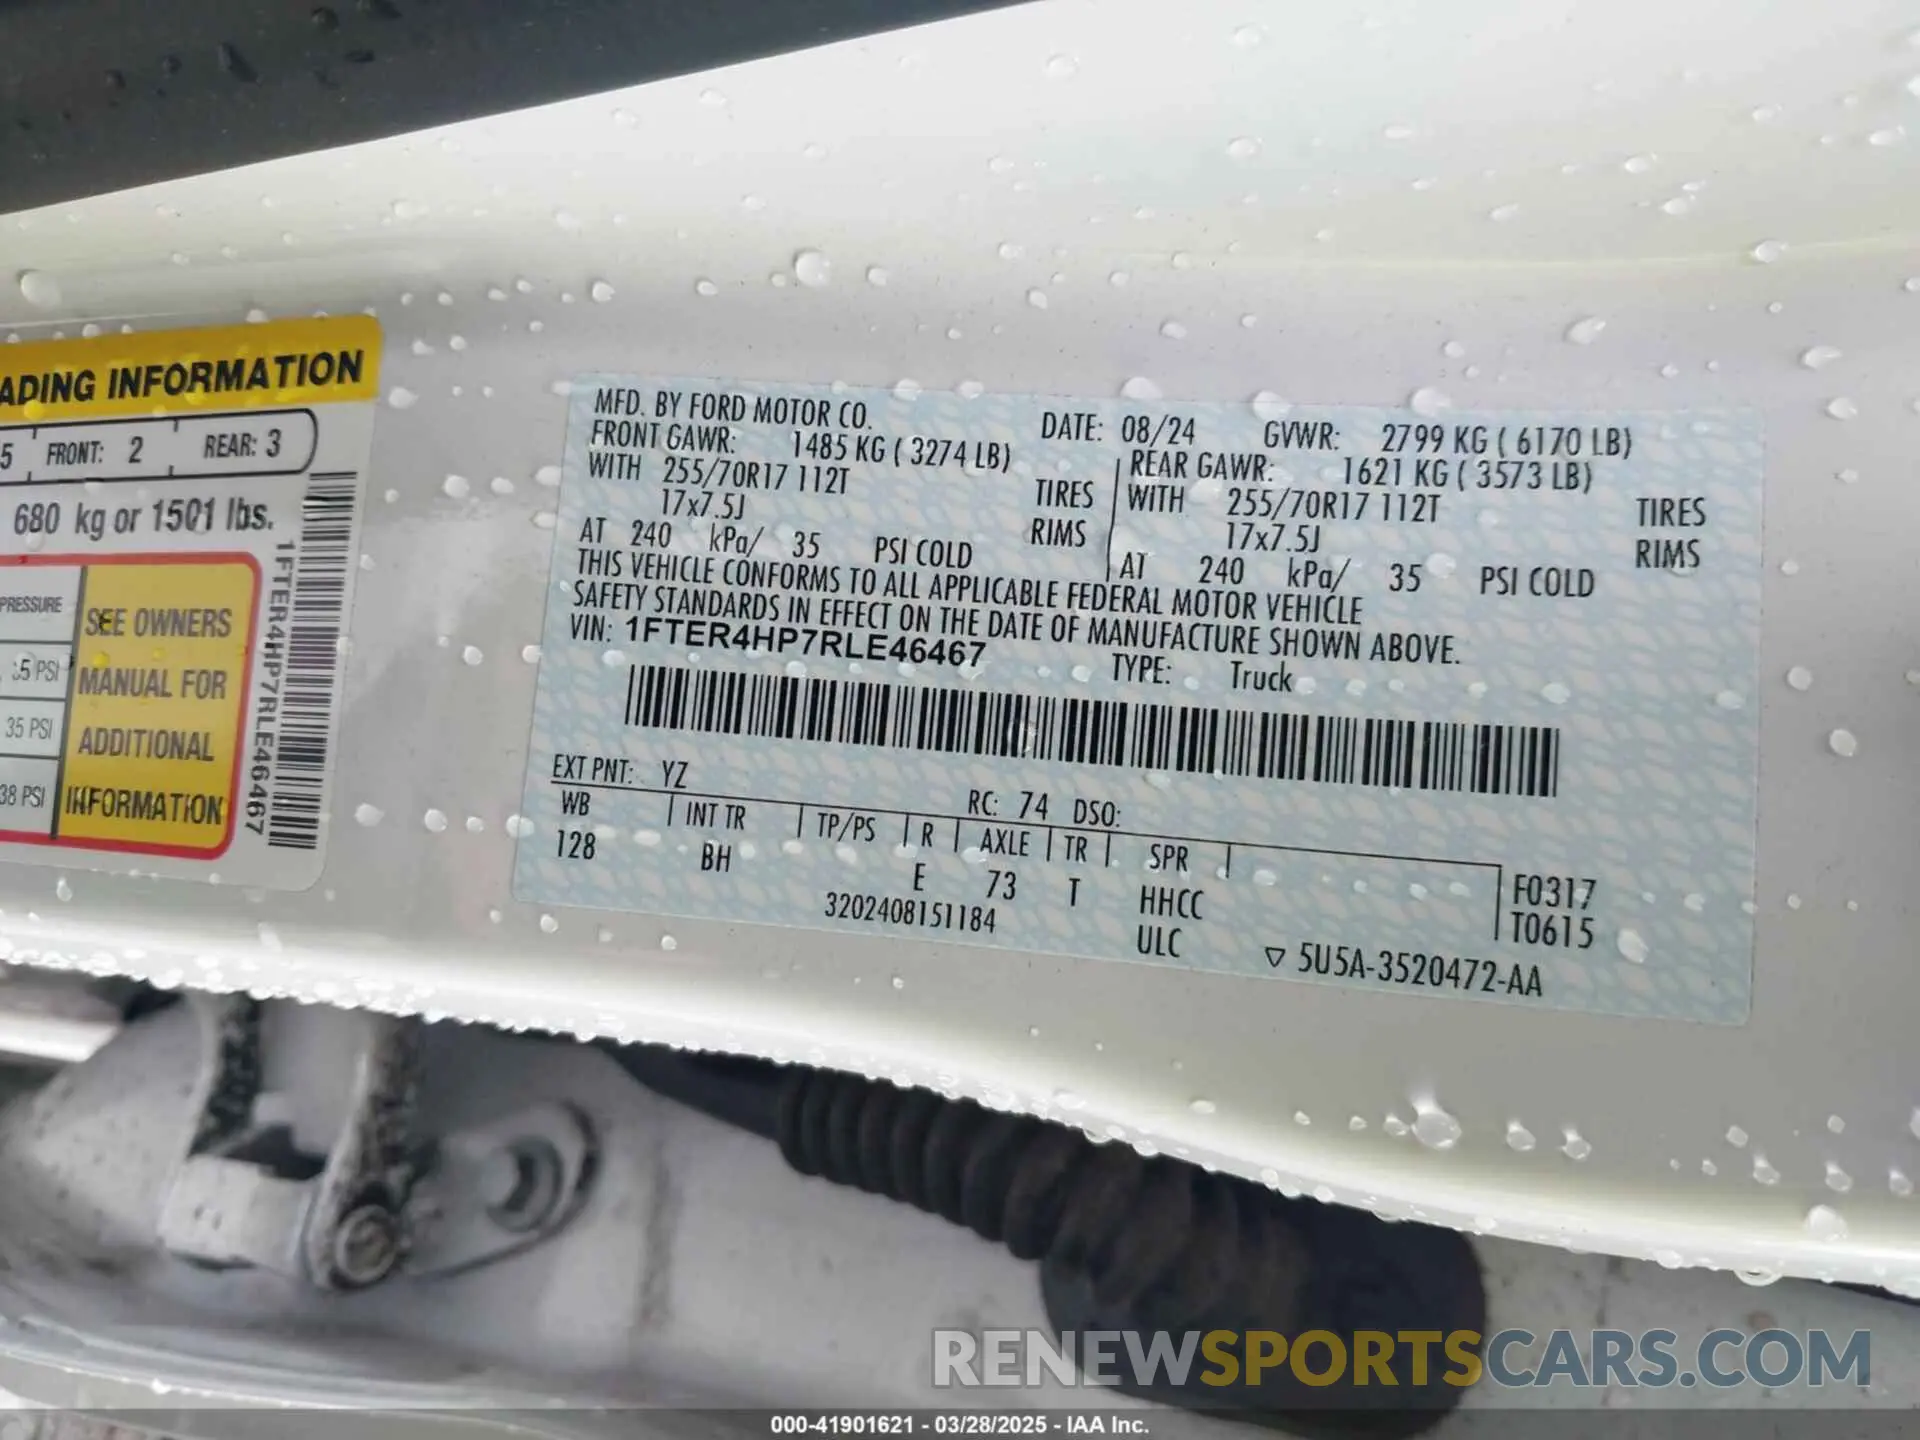 ADING INFORMATION
5 FRONT: 2 REAR: 3
680 kg or 1501 lbs.
PRESSURE
35 PSI
35 PSI
38 PSI
SEE OWNERS
MANUAL FOR
ADDITIONAL
INFORMATION
1FTER4HP7RLE46467
MFD. BY FORD MOTOR CO.
DATE: 08/24 GVWR: 2799 KG ( 6170 LB)
FRONT GAWR: 1485 KG ( 3274 LB) REAR GAWR: 1621 KG ( 3573 LB)
WITH 255/70R17 112T TIRES WITH 255/70R17 112T TIRES
17x7.5J RIMS 17x7.5J RIMS
AT 240 kPa/ 35 PSI COLD AT 240 kPa/ 35 PSI COLD
THIS VEHICLE CONFORMS TO ALL APPLICABLE FEDERAL MOTOR VEHICLE
SAFETY STANDARDS IN EFFECT ON THE DATE OF MANUFACTURE SHOWN ABOVE.
VIN: 1FTER4HP7RLE46467 TYPE: Truck
EXT PNT: YZ RC: 74 DSO:
WB INT TR TP/PS R AXLE TR SPR
128 BH E 73 T HHCC F0317
3202408151184 ULC T0615
▽ 5U5A-3520472-AA
RENEWSPORTSCARS.COM
000-41901621 - 03/28/2025 - IAA Inc.